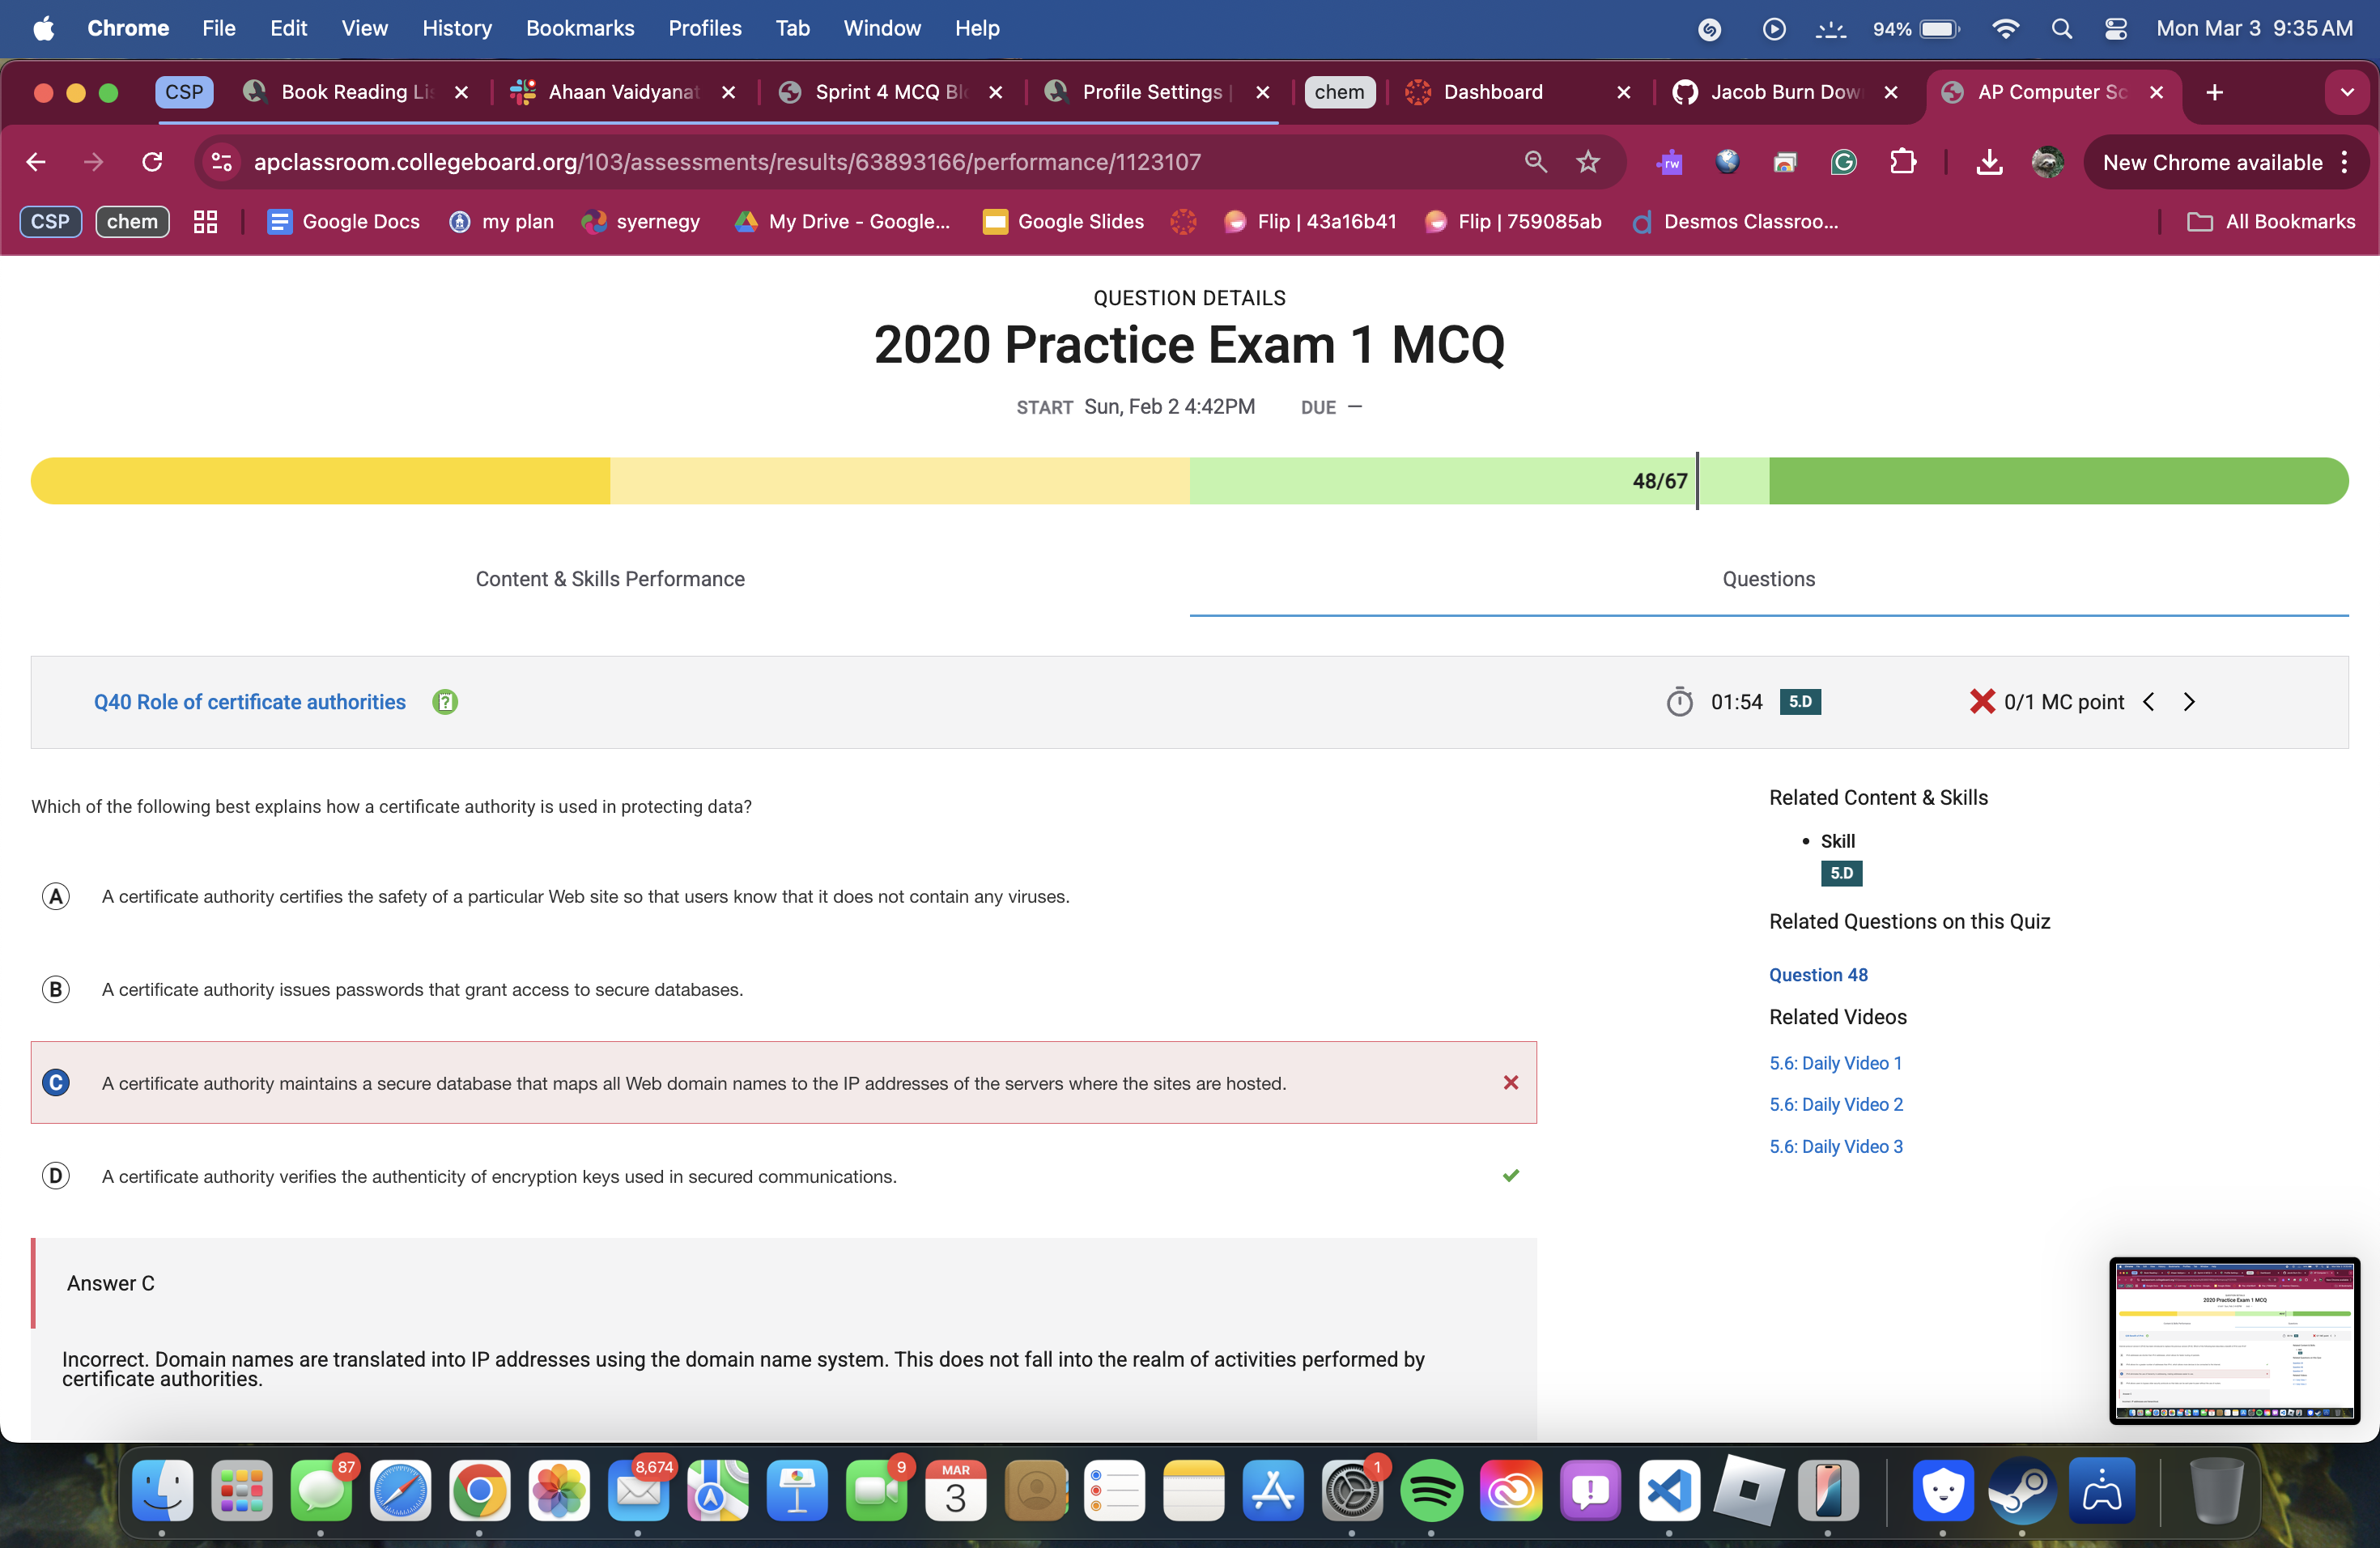 Chrome File Edit View History Bookmarks Profiles Tab Window Help 94% Mon Mar 3 9:35 AM
CSP Book Reading Lis Ahaan Vaidyanat Sprint 4 MCQ Blo Profile Settings | chem Dashboard Jacob Burn Dow AP Computer Sc
apclassroom.collegeboard.org/103/assessments/results/63893166/performance/1123107 rw New Chrome available
CSP chem Google Docs my plan syernegy My Drive - Google... Google Slides Flip | 43a16b41 Flip | 759085ab Desmos Classroo... All Bookmarks
QUESTION DETAILS
2020 Practice Exam 1 MCQ
START Sun, Feb 2 4:42PM DUE —
48/67
Content & Skills Performance Questions
Q40 Role of certificate authorities 01:54 5.D 0/1 MC point
Which of the following best explains how a certificate authority is used in protecting data?
A A certificate authority certifies the safety of a particular Web site so that users know that it does not contain any viruses.
B A certificate authority issues passwords that grant access to secure databases.
C A certificate authority maintains a secure database that maps all Web domain names to the IP addresses of the servers where the sites are hosted.
D A certificate authority verifies the authenticity of encryption keys used in secured communications.
Answer C
Incorrect. Domain names are translated into IP addresses using the domain name system. This does not fall into the realm of activities performed by
certificate authorities.
Related Content & Skills
Skill
5.D
Related Questions on this Quiz
Question 48
Related Videos
5.6: Daily Video 1
5.6: Daily Video 2
5.6: Daily Video 3
2020 Practice Exam 1 MCQ
87 8,674 9 MAR 3 1